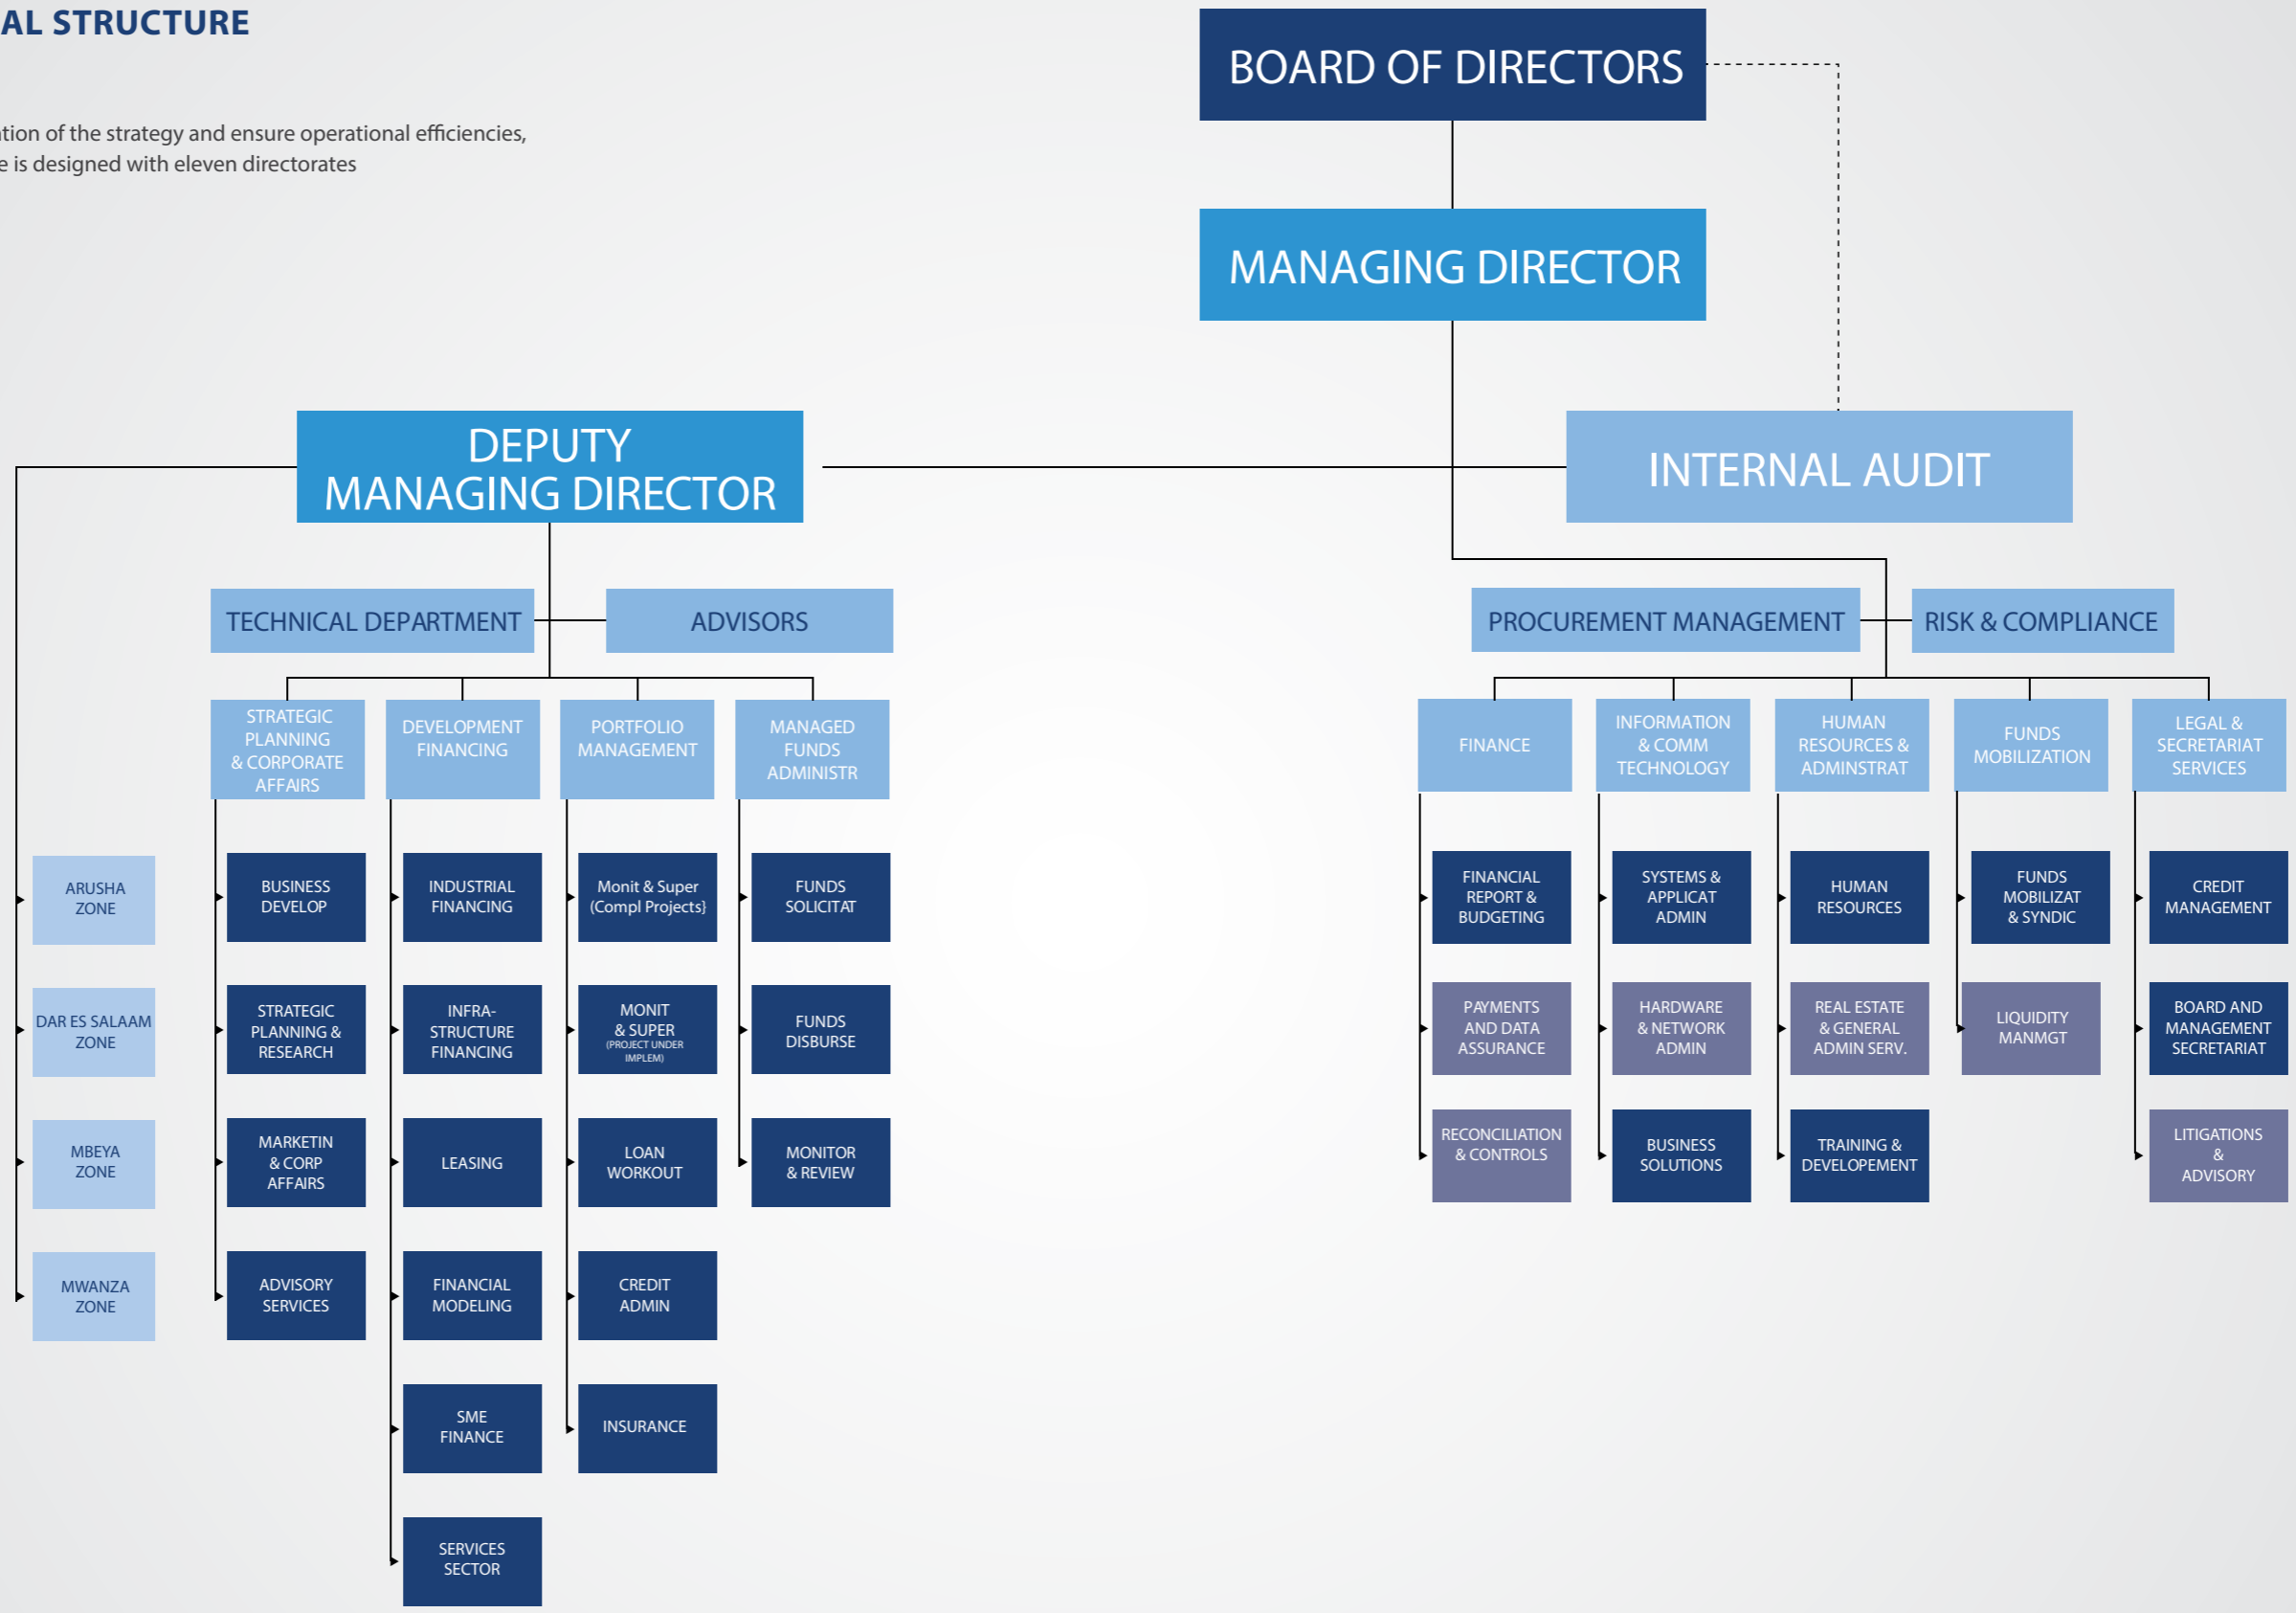 AL STRUCTURE
tion of the strategy and ensure operational efficiencies,
e is designed with eleven directorates
BOARD OF DIRECTORS
MANAGING DIRECTOR
DEPUTY
MANAGING DIRECTOR
INTERNAL AUDIT
TECHNICAL DEPARTMENT
ADVISORS
PROCUREMENT MANAGEMENT
RISK & COMPLIANCE
STRATEGIC
PLANNING
& CORPORATE
AFFAIRS
DEVELOPMENT
FINANCING
PORTFOLIO
MANAGEMENT
MANAGED
FUNDS
ADMINISTR
FINANCE
INFORMATION
& COMM
TECHNOLOGY
HUMAN
RESOURCES &
ADMINSTRAT
FUNDS
MOBILIZATION
LEGAL &
SECRETARIAT
SERVICES
ARUSHA
ZONE
DAR ES SALAAM
ZONE
MBEYA
ZONE
MWANZA
ZONE
BUSINESS
DEVELOP
STRATEGIC
PLANNING &
RESEARCH
MARKETIN
& CORP
AFFAIRS
ADVISORY
SERVICES
INDUSTRIAL
FINANCING
INFRA-
STRUCTURE
FINANCING
LEASING
FINANCIAL
MODELING
SME
FINANCE
SERVICES
SECTOR
Monit & Super
(Compl Projects}
MONIT
& SUPER
(PROJECT UNDER
IMPLEM)
LOAN
WORKOUT
CREDIT
ADMIN
INSURANCE
FUNDS
SOLICITAT
FUNDS
DISBURSE
MONITOR
& REVIEW
FINANCIAL
REPORT &
BUDGETING
PAYMENTS
AND DATA
ASSURANCE
RECONCILIATION
& CONTROLS
SYSTEMS &
APPLICAT
ADMIN
HARDWARE
& NETWORK
ADMIN
BUSINESS
SOLUTIONS
HUMAN
RESOURCES
REAL ESTATE
& GENERAL
ADMIN SERV.
TRAINING &
DEVELOPEMENT
FUNDS
MOBILIZAT
& SYNDIC
LIQUIDITY
MANMGT
CREDIT
MANAGEMENT
BOARD AND
MANAGEMENT
SECRETARIAT
LITIGATIONS
&
ADVISORY